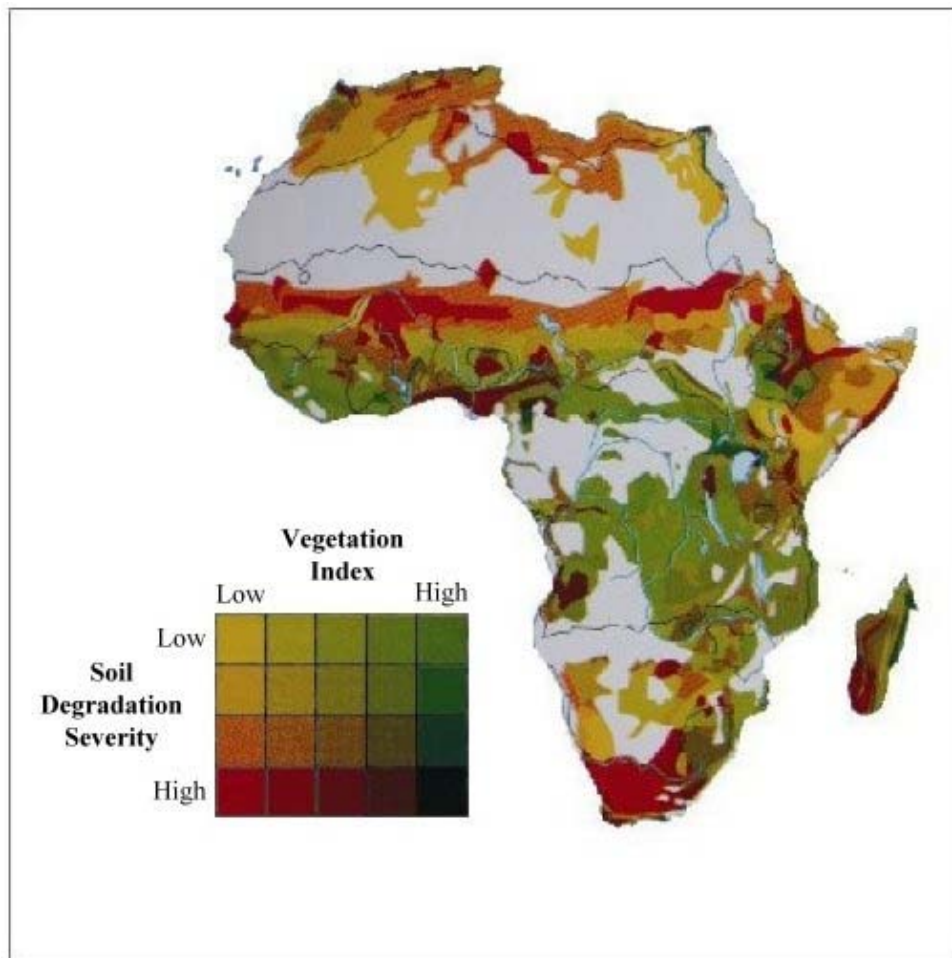 Vegetation
Index
Low High
Low
Soil
Degradation
Severity
High